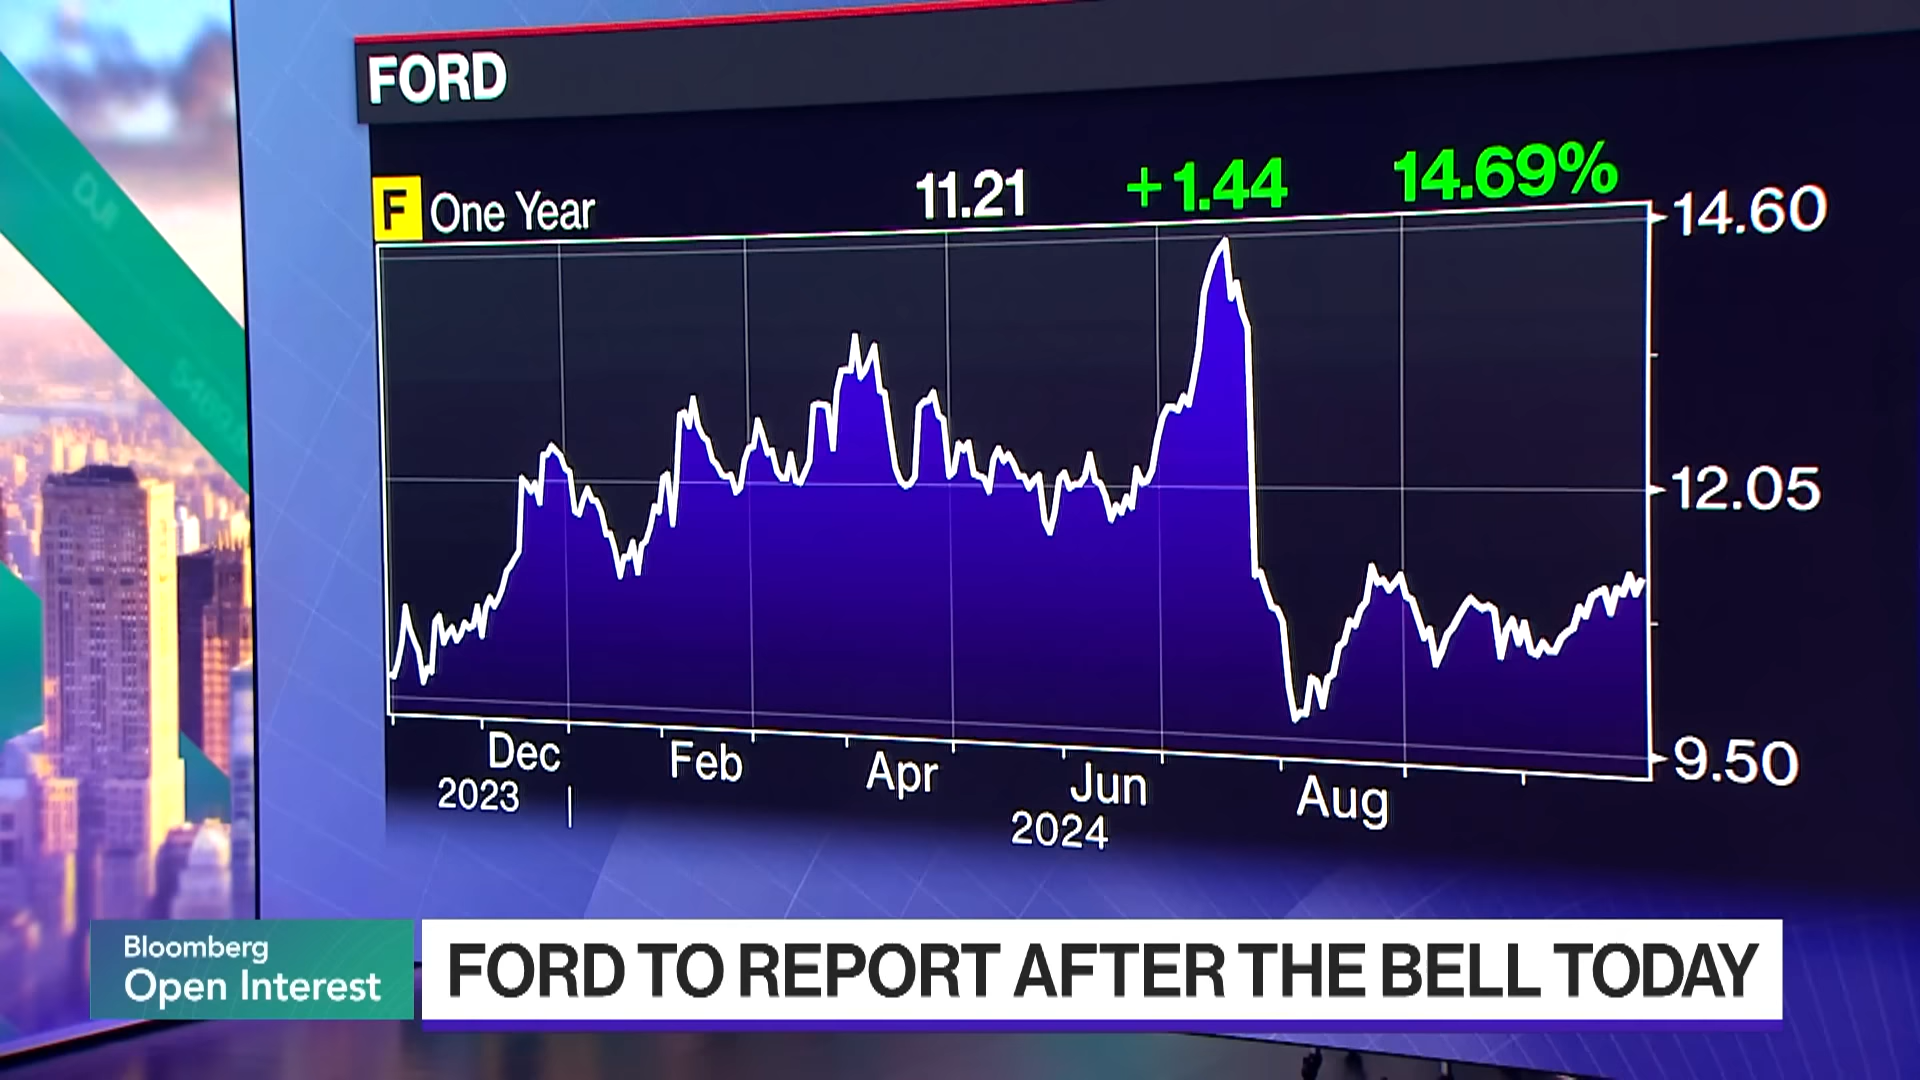 FORD
F One Year 11.21 +1.44 14.69%
14.60
12.05
9.50
Dec Feb Apr Jun Aug
2023 2024
DJI
Bloomberg
Open Interest
FORD TO REPORT AFTER THE BELL TODAY